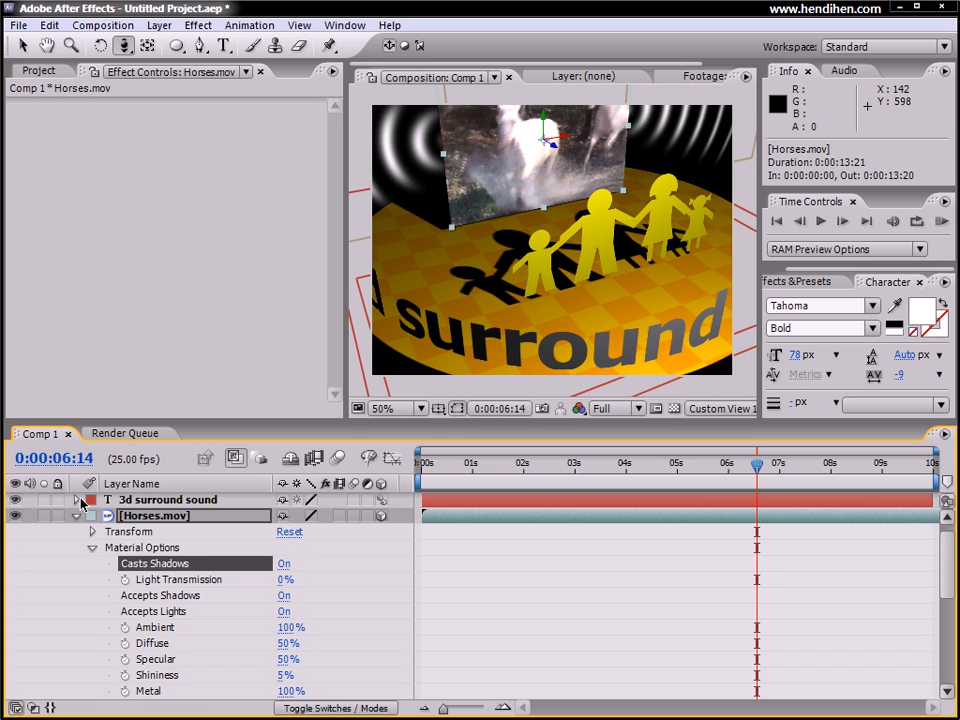 Adobe After Effects - Untitled Project.aep *
www.hendihen.com
File Edit Composition Layer Effect Animation View Window Help
Workspace: Standard
Project
Effect Controls: Horses.mov
Comp 1 * Horses.mov
Composition: Comp 1
Layer: (none)
Footage:
surround
50%
0:00:06:14
Full
Custom View 1
Info
Audio
R :
G :
B :
A : 0
X : 142
Y : 598
[Horses.mov]
Duration: 0:00:13:21
In: 0:00:00:00, Out: 0:00:13:20
Time Controls
RAM Preview Options
ffects &Presets
Character
Tahoma
Bold
78 px
Auto px
Metrics
-9
- px
Comp 1
Render Queue
0:00:06:14 (25.00 fps)
:00s 01s 02s 03s 04s 05s 06s 07s 08s 09s 10s
Layer Name
T 3d surround sound
[Horses.mov]
Transform Reset
Material Options
Casts Shadows On
Light Transmission 0%
Accepts Shadows On
Accepts Lights On
Ambient 100%
Diffuse 50%
Specular 50%
Shininess 5%
Metal 100%
Toggle Switches / Modes